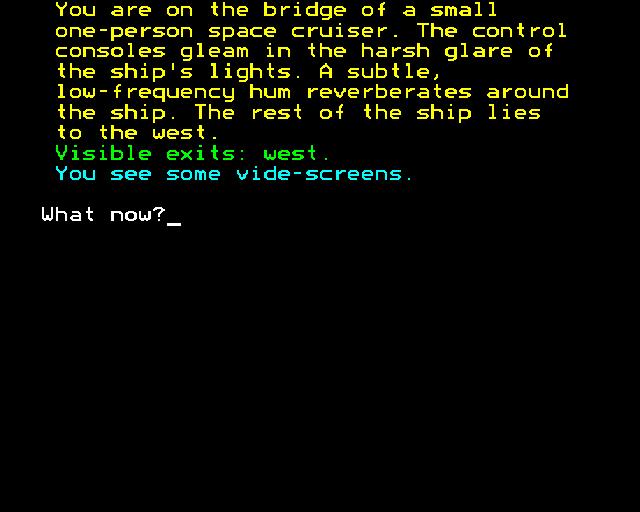 You are on the bridge of a small
one-person space cruiser. The control
consoles gleam in the harsh glare of
the ship's lights. A subtle,
low-frequency hum reverberates around
the ship. The rest of the ship lies
to the west.
Visible exits: west.
You see some vide-screens.
What now?_